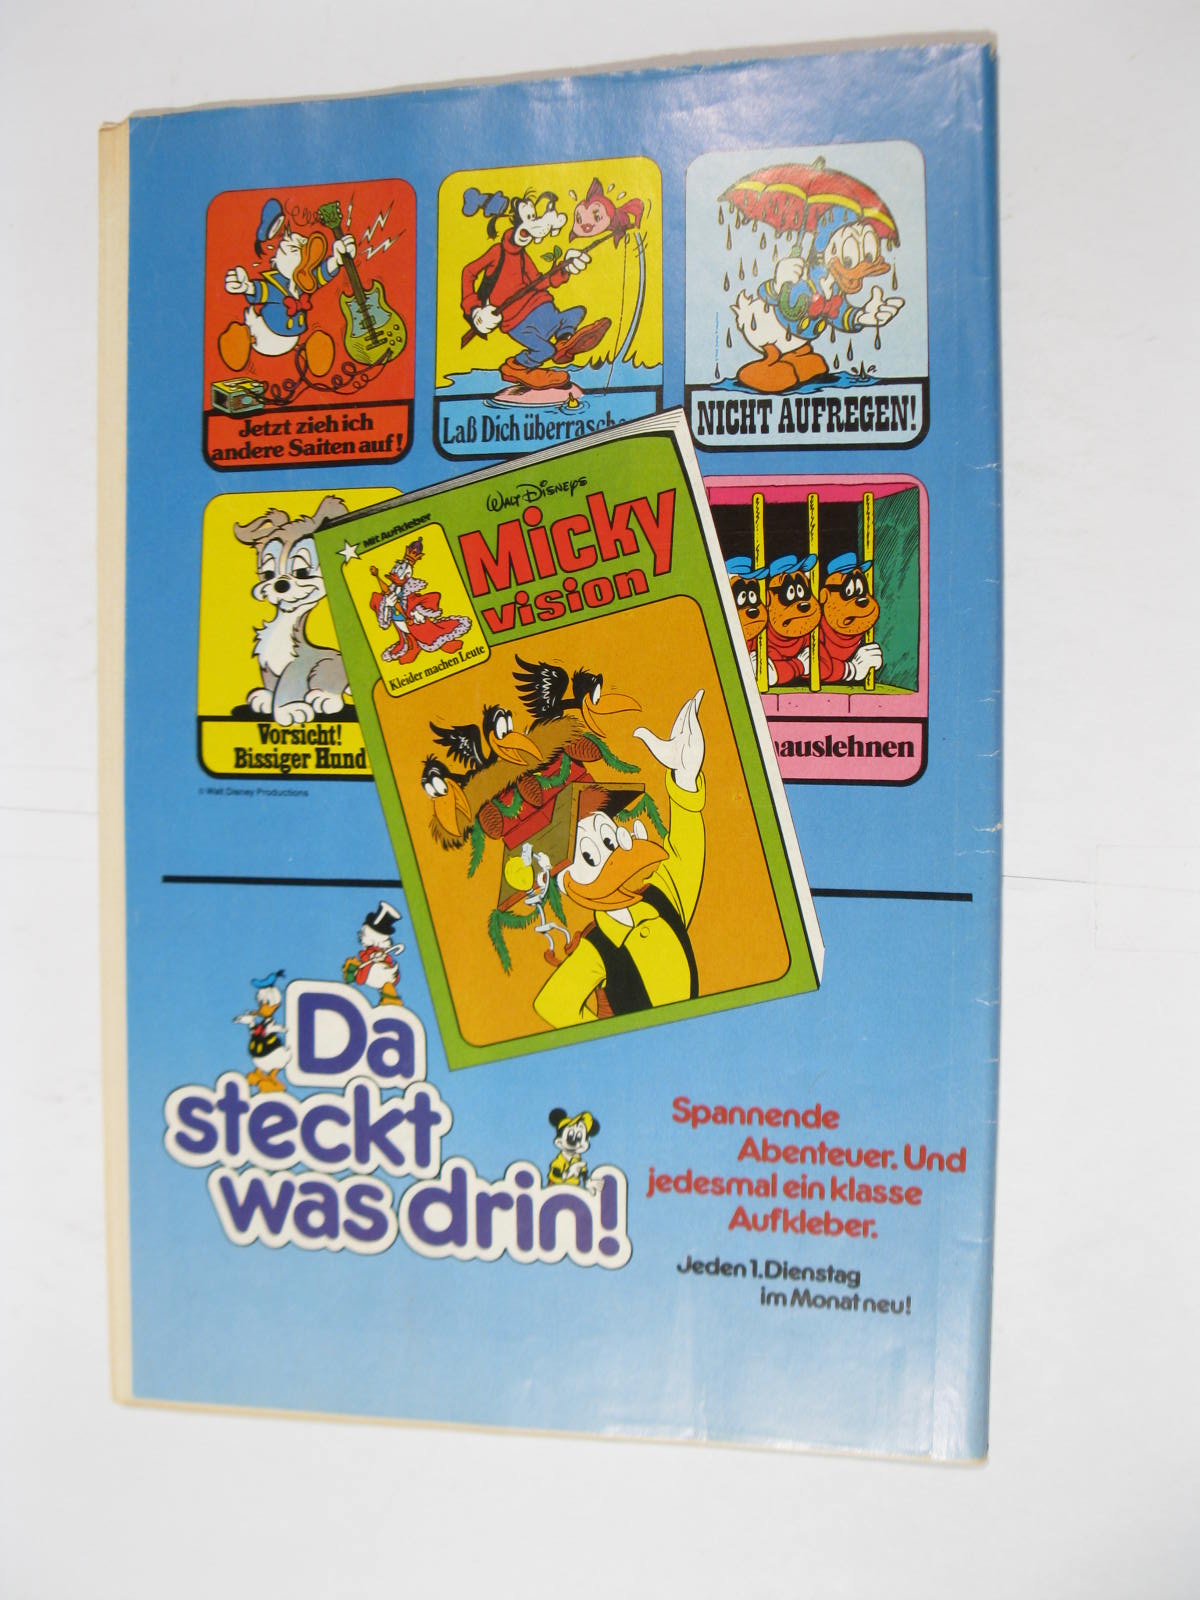 Jetzt zieh ich
andere Saiten auf!
Laß Dich überrasche
NICHT AUFREGEN!
Vorsicht!
Bissiger Hund
auslehnen
© Walt Disney Productions
Walt Disneys
Micky
vision
Mit Aufkleber
Kleider machen Leute
Da
steckt
was drin!
Spannende
Abenteuer. Und
jedesmal ein klasse
Aufkleber.
Jeden 1. Dienstag
im Monat neu!